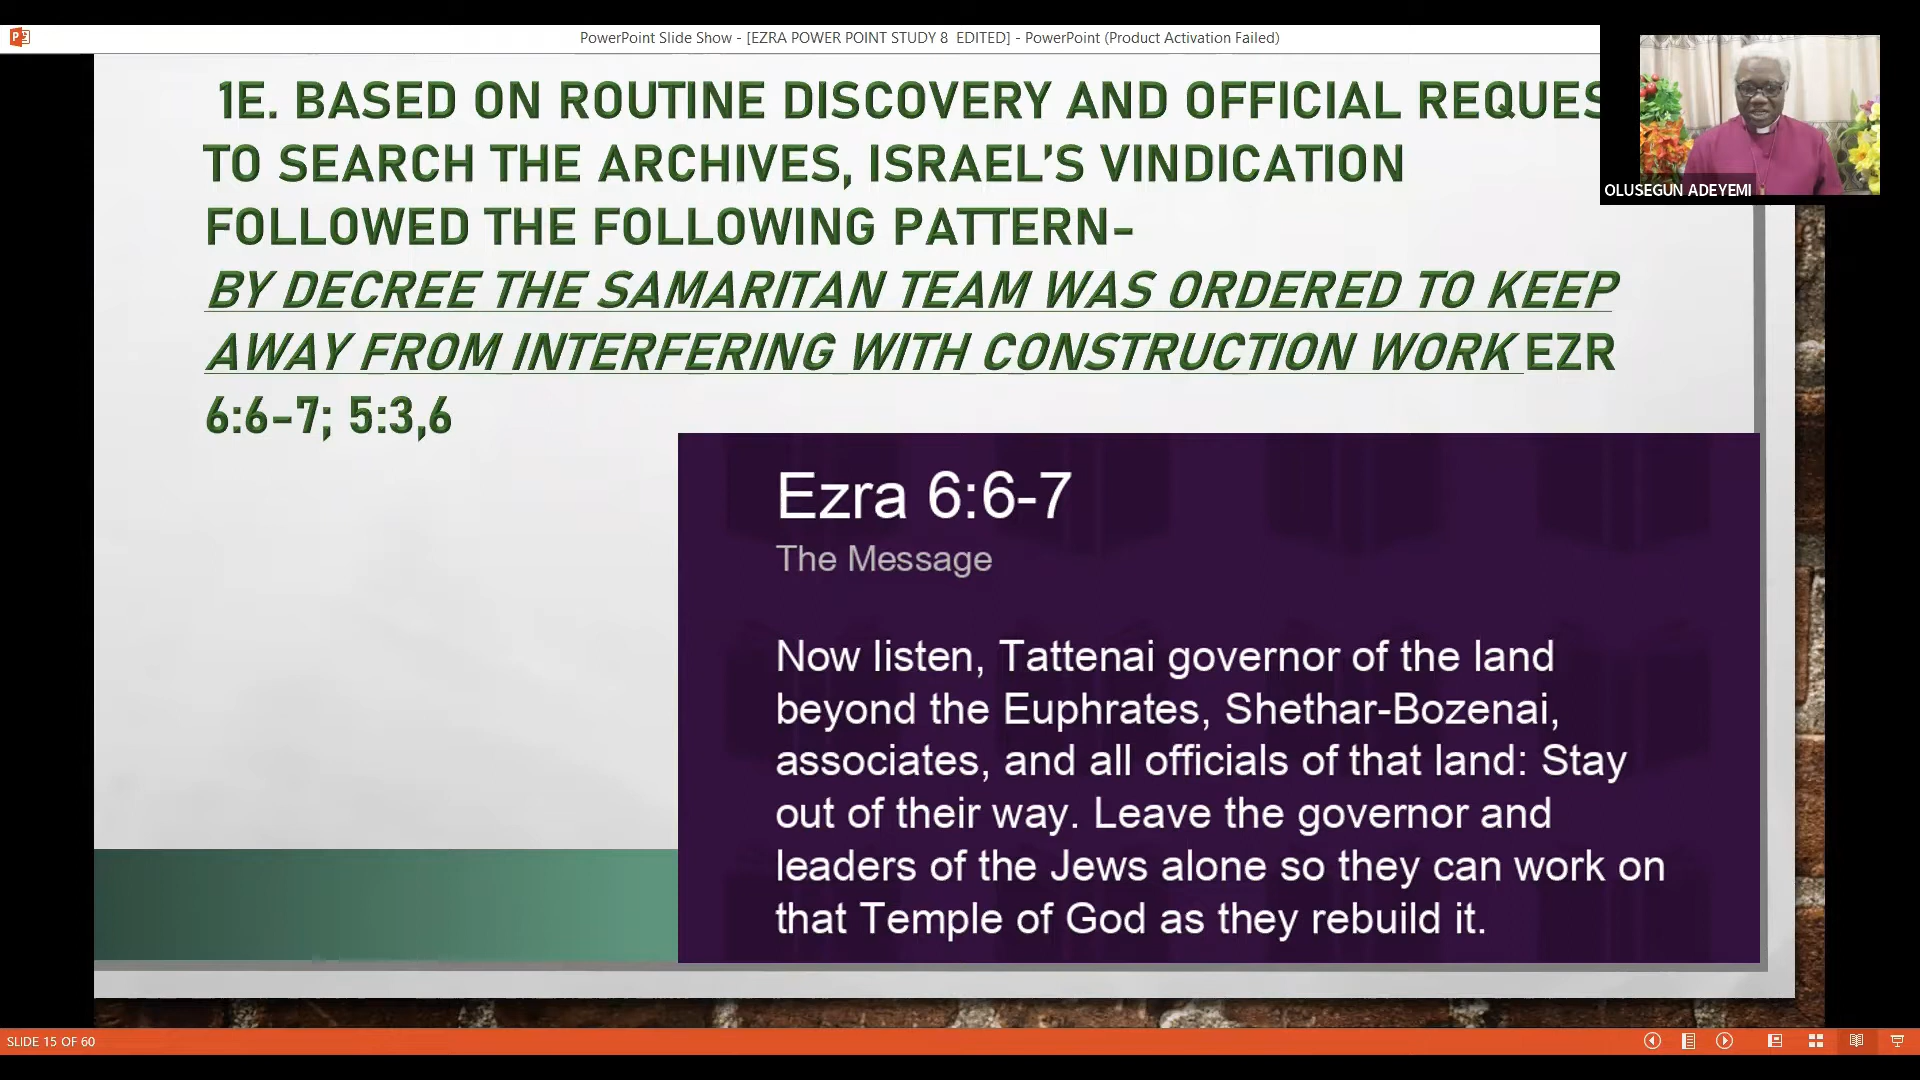 PowerPoint Slide Show - [EZRA POWER POINT STUDY 8 EDITED] - PowerPoint (Product Activation Failed)
1E. BASED ON ROUTINE DISCOVERY AND OFFICIAL REQUES
TO SEARCH THE ARCHIVES, ISRAEL'S VINDICATION
FOLLOWED THE FOLLOWING PATTERN-
BY DECREE THE SAMARITAN TEAM WAS ORDERED TO KEEP
AWAY FROM INTERFERING WITH CONSTRUCTION WORK EZR
6:6-7; 5:3,6
OLUSEGUN ADEYEMI
Ezra 6:6-7
The Message
Now listen, Tattenai governor of the land
beyond the Euphrates, Shethar-Bozenai,
associates, and all officials of that land: Stay
out of their way. Leave the governor and
leaders of the Jews alone so they can work on
that Temple of God as they rebuild it.
SLIDE 15 OF 60